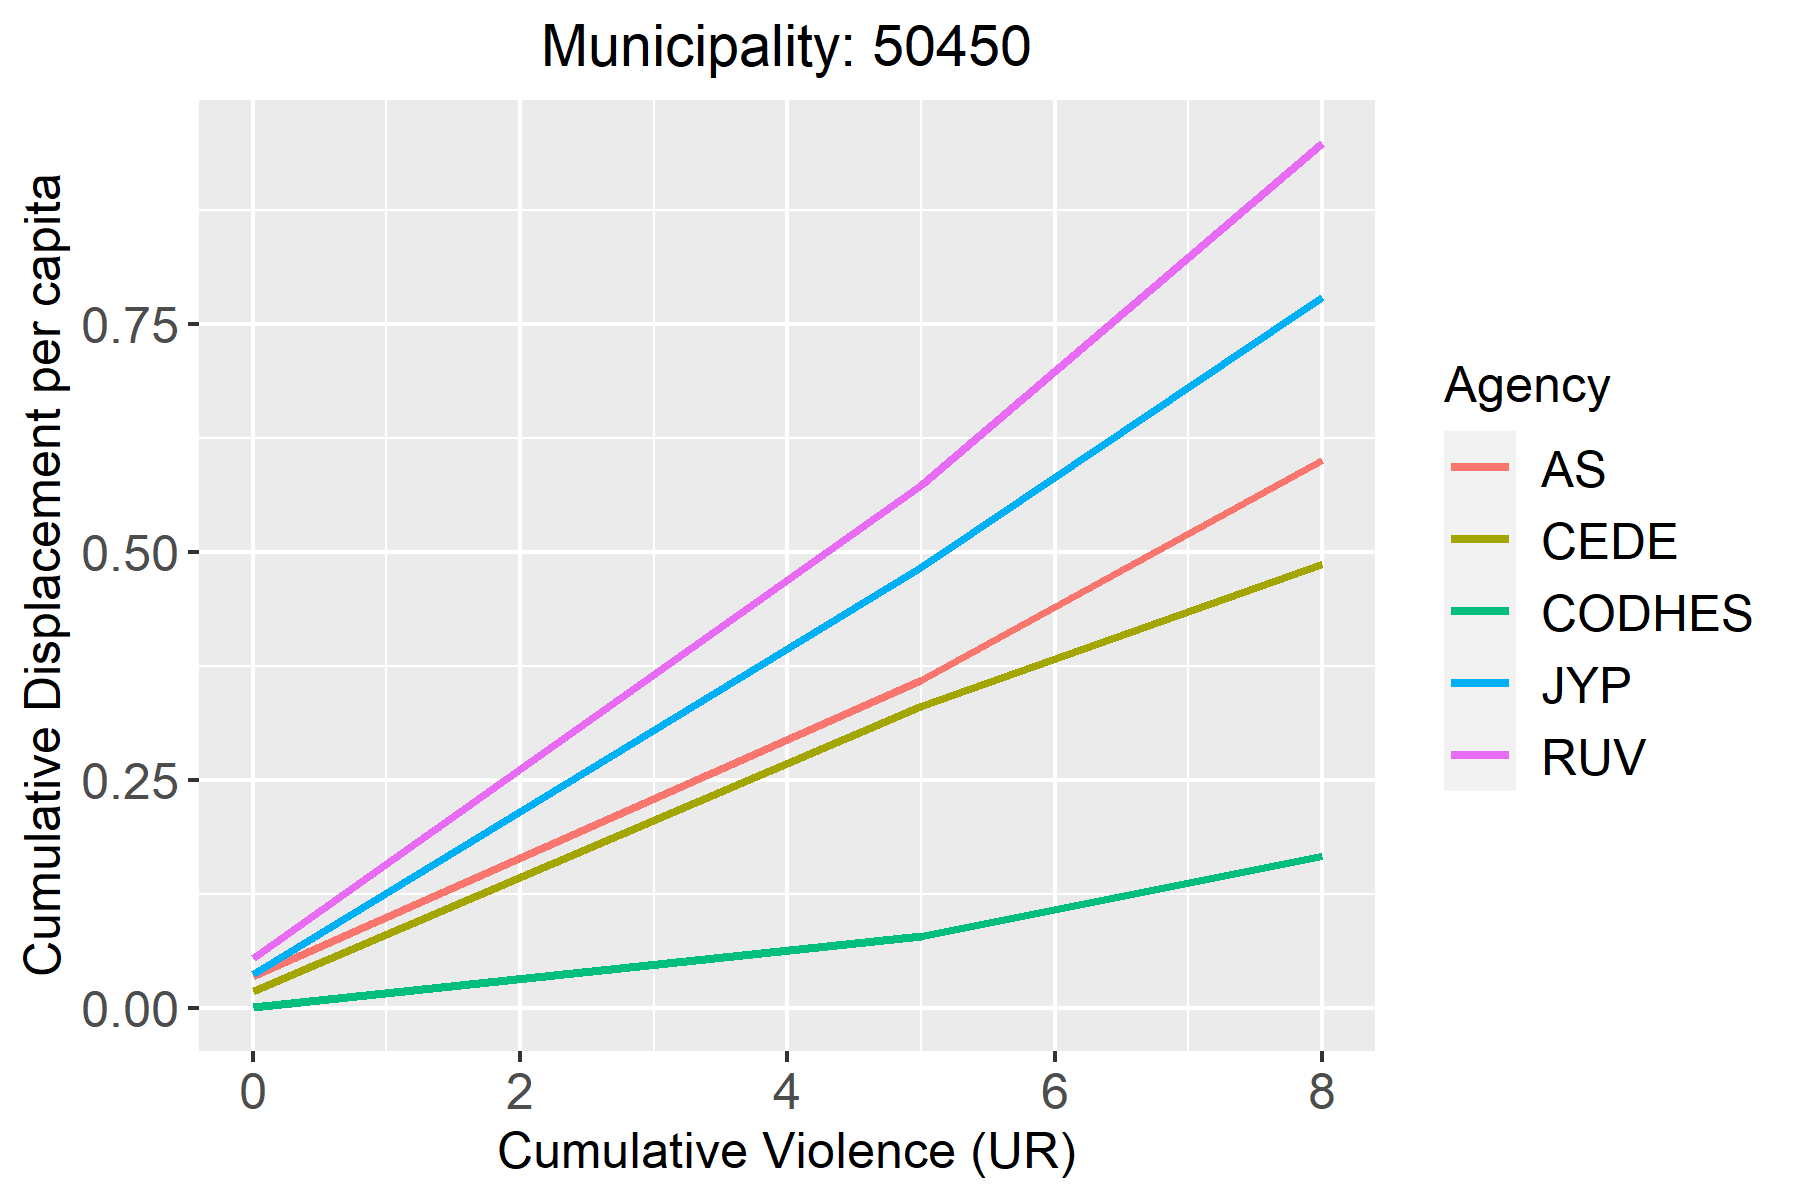 Municipality: 50450
Cumulative Displacement per capita
0.75
0.50
0.25
0.00
0 2 4 6 8
Cumulative Violence (UR)
Agency
AS
CEDE
CODHES
JYP
RUV